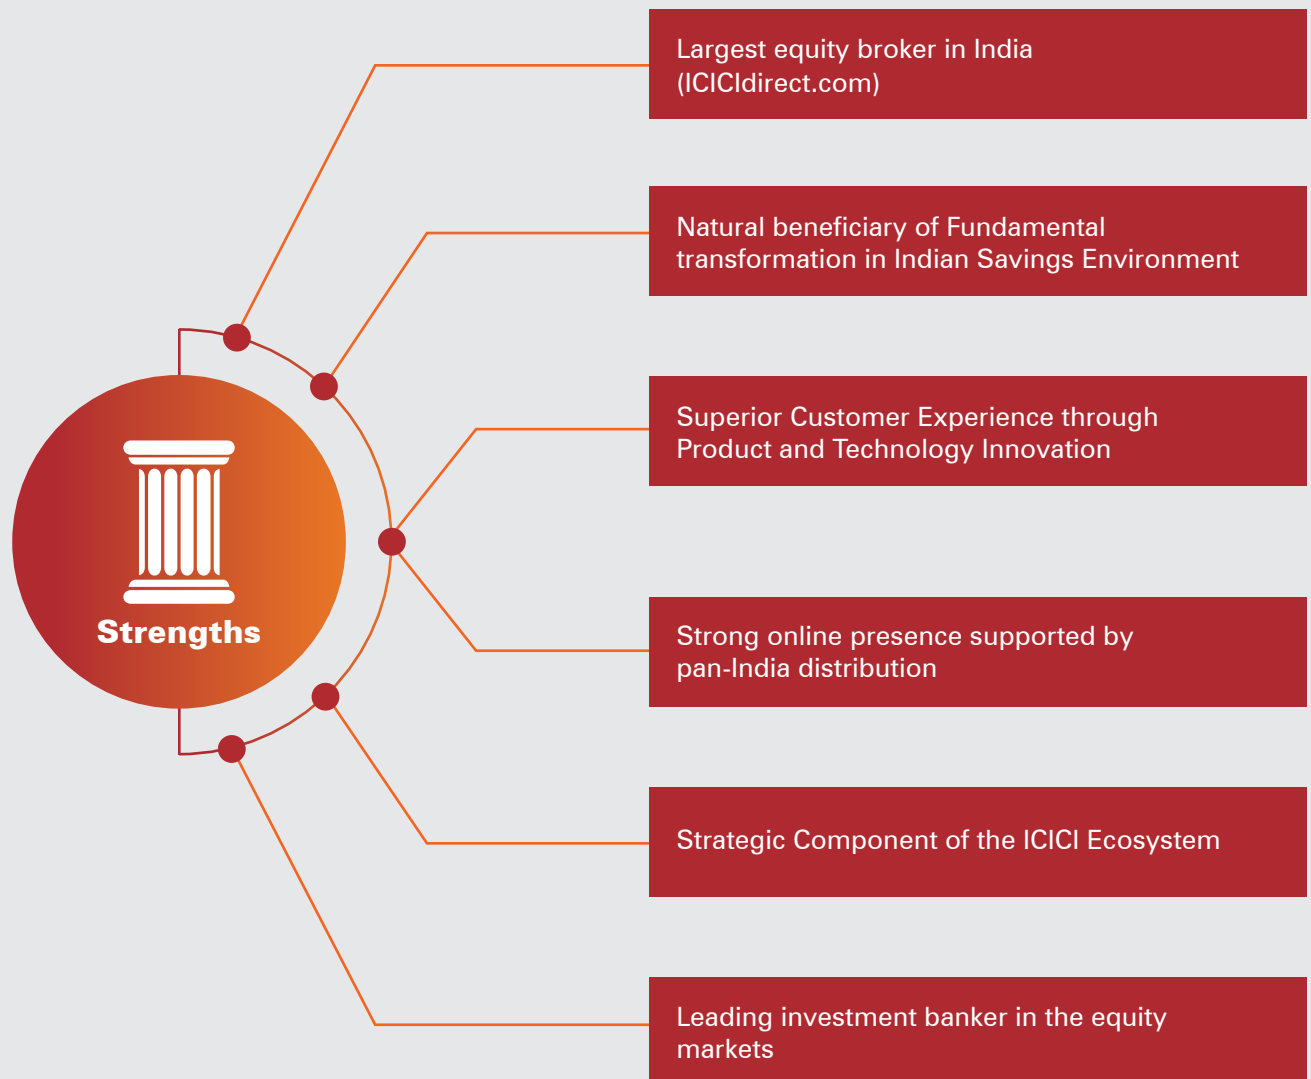 Largest equity broker in India
(ICICIdirect.com)
Natural beneficiary of Fundamental
transformation in Indian Savings Environment
Superior Customer Experience through
Product and Technology Innovation
Strengths
Strong online presence supported by
pan-India distribution
Strategic Component of the ICICI Ecosystem
Leading investment banker in the equity
markets